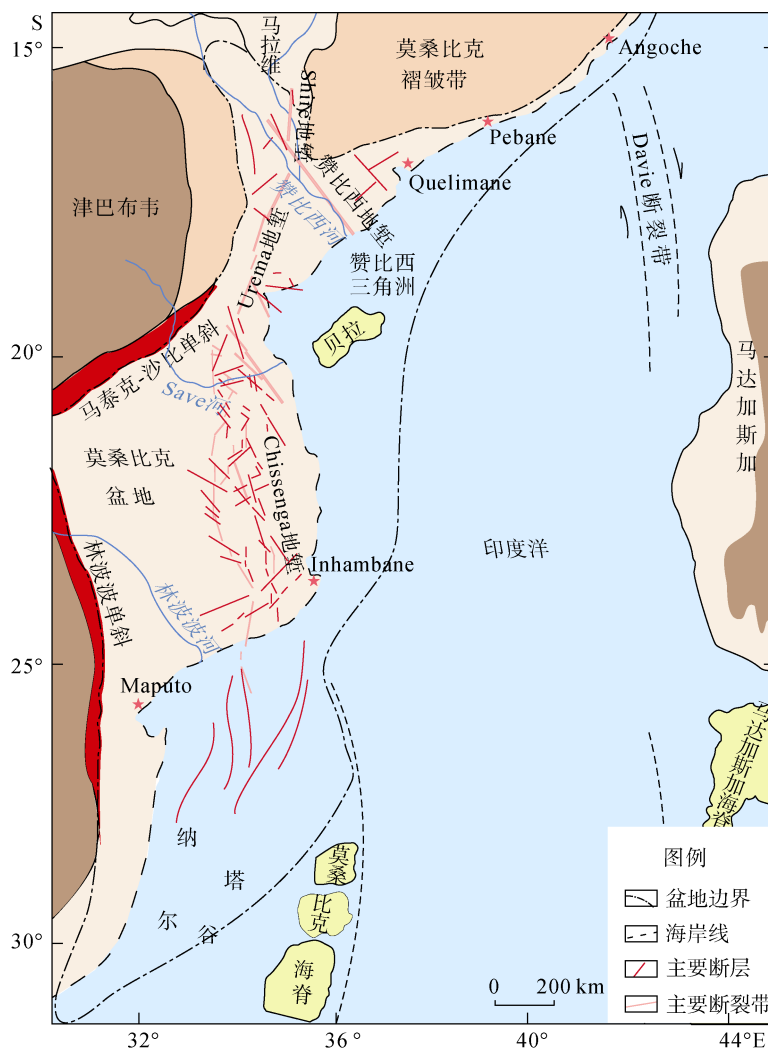 S
15°
20°
25°
30°
32°
36°
40°
44°E
马拉维
莫桑比克
褶皱带
Angoche
Pebane
Quelimane
Shire地堑
赞比西地堑
赞比西河
Davie断裂带
津巴布韦
Urema地堑
赞比西
三角洲
贝拉
马泰克-沙比单斜
Save河
马达加斯加
莫桑比克
盆地
Chissenga地堑
印度洋
Inhambane
林波波单斜
林波波河
Maputo
马达加斯加海脊
纳
塔
尔
谷
莫桑
比克
海脊
0
200 km
图例
盆地边界
海岸线
主要断层
主要断裂带